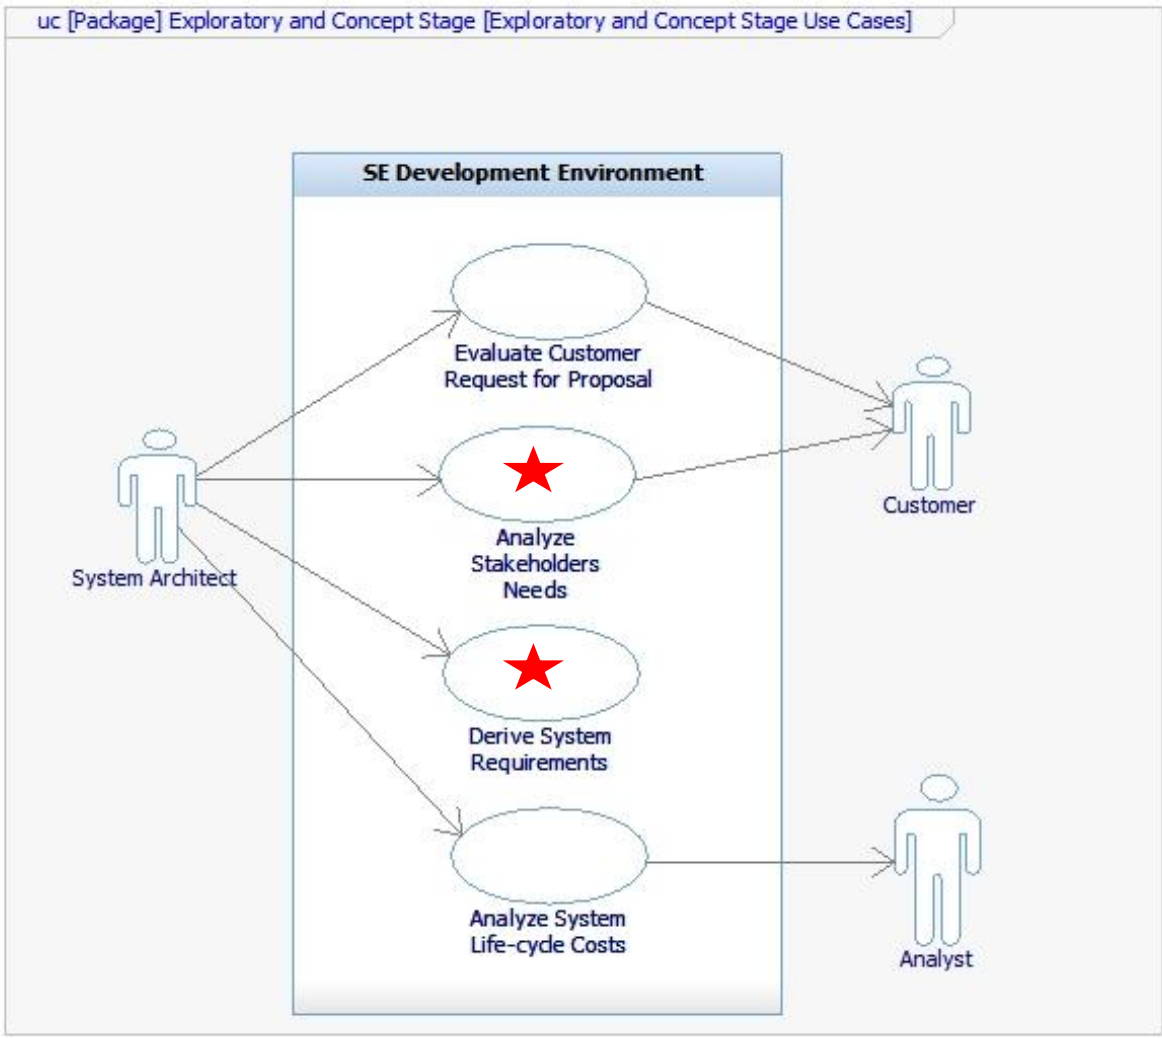 uc [Package] Exploratory and Concept Stage [Exploratory and Concept Stage Use Cases]
SE Development Environment
Evaluate Customer
Request for Proposal
Customer
Analyze
Stakeholders
Needs
System Architect
Derive System
Requirements
Analyze System
Life-cycle Costs
Analyst